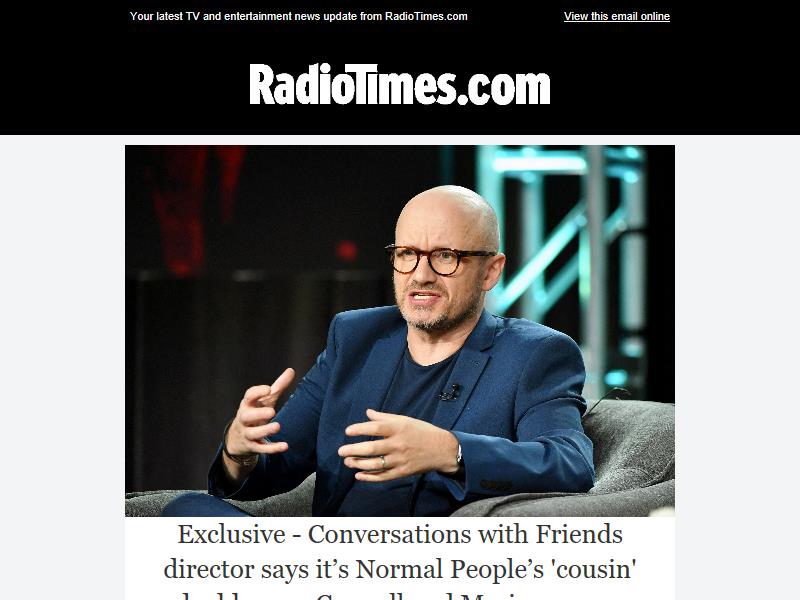 Your latest TV and entertainment news update from RadioTimes.com
View this email online
RadioTimes.com
Exclusive - Conversations with Friends
director says it’s Normal People’s 'cousin'